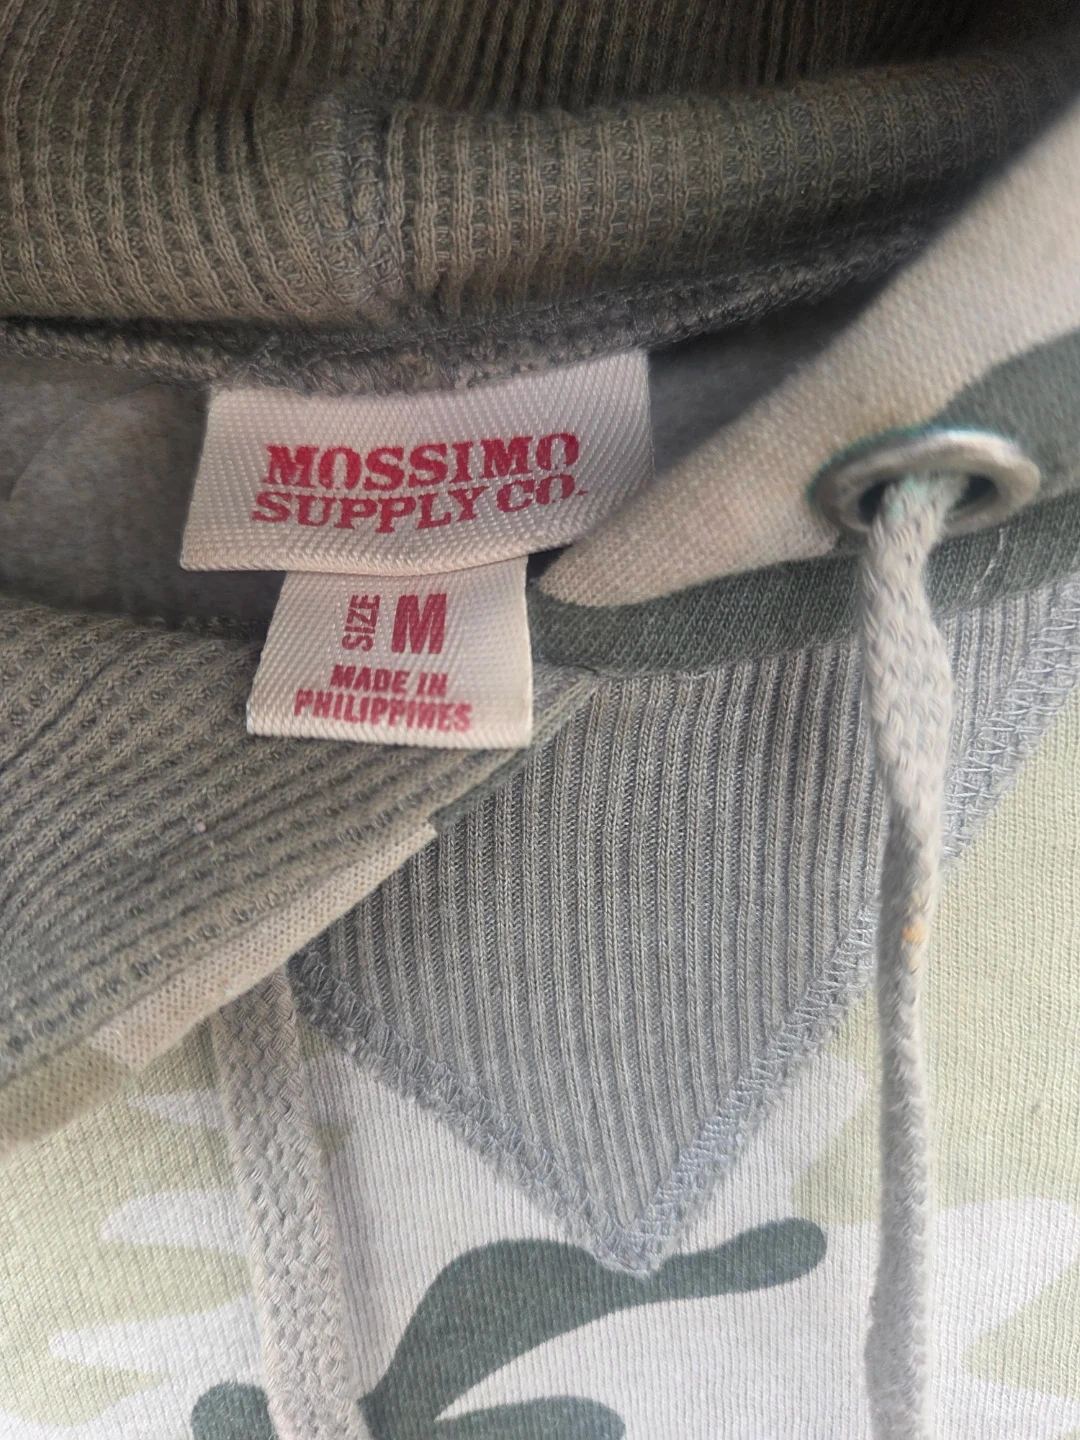 MOSSIMO
SUPPLY CO.
SIZE M
MADE IN
PHILIPPINES